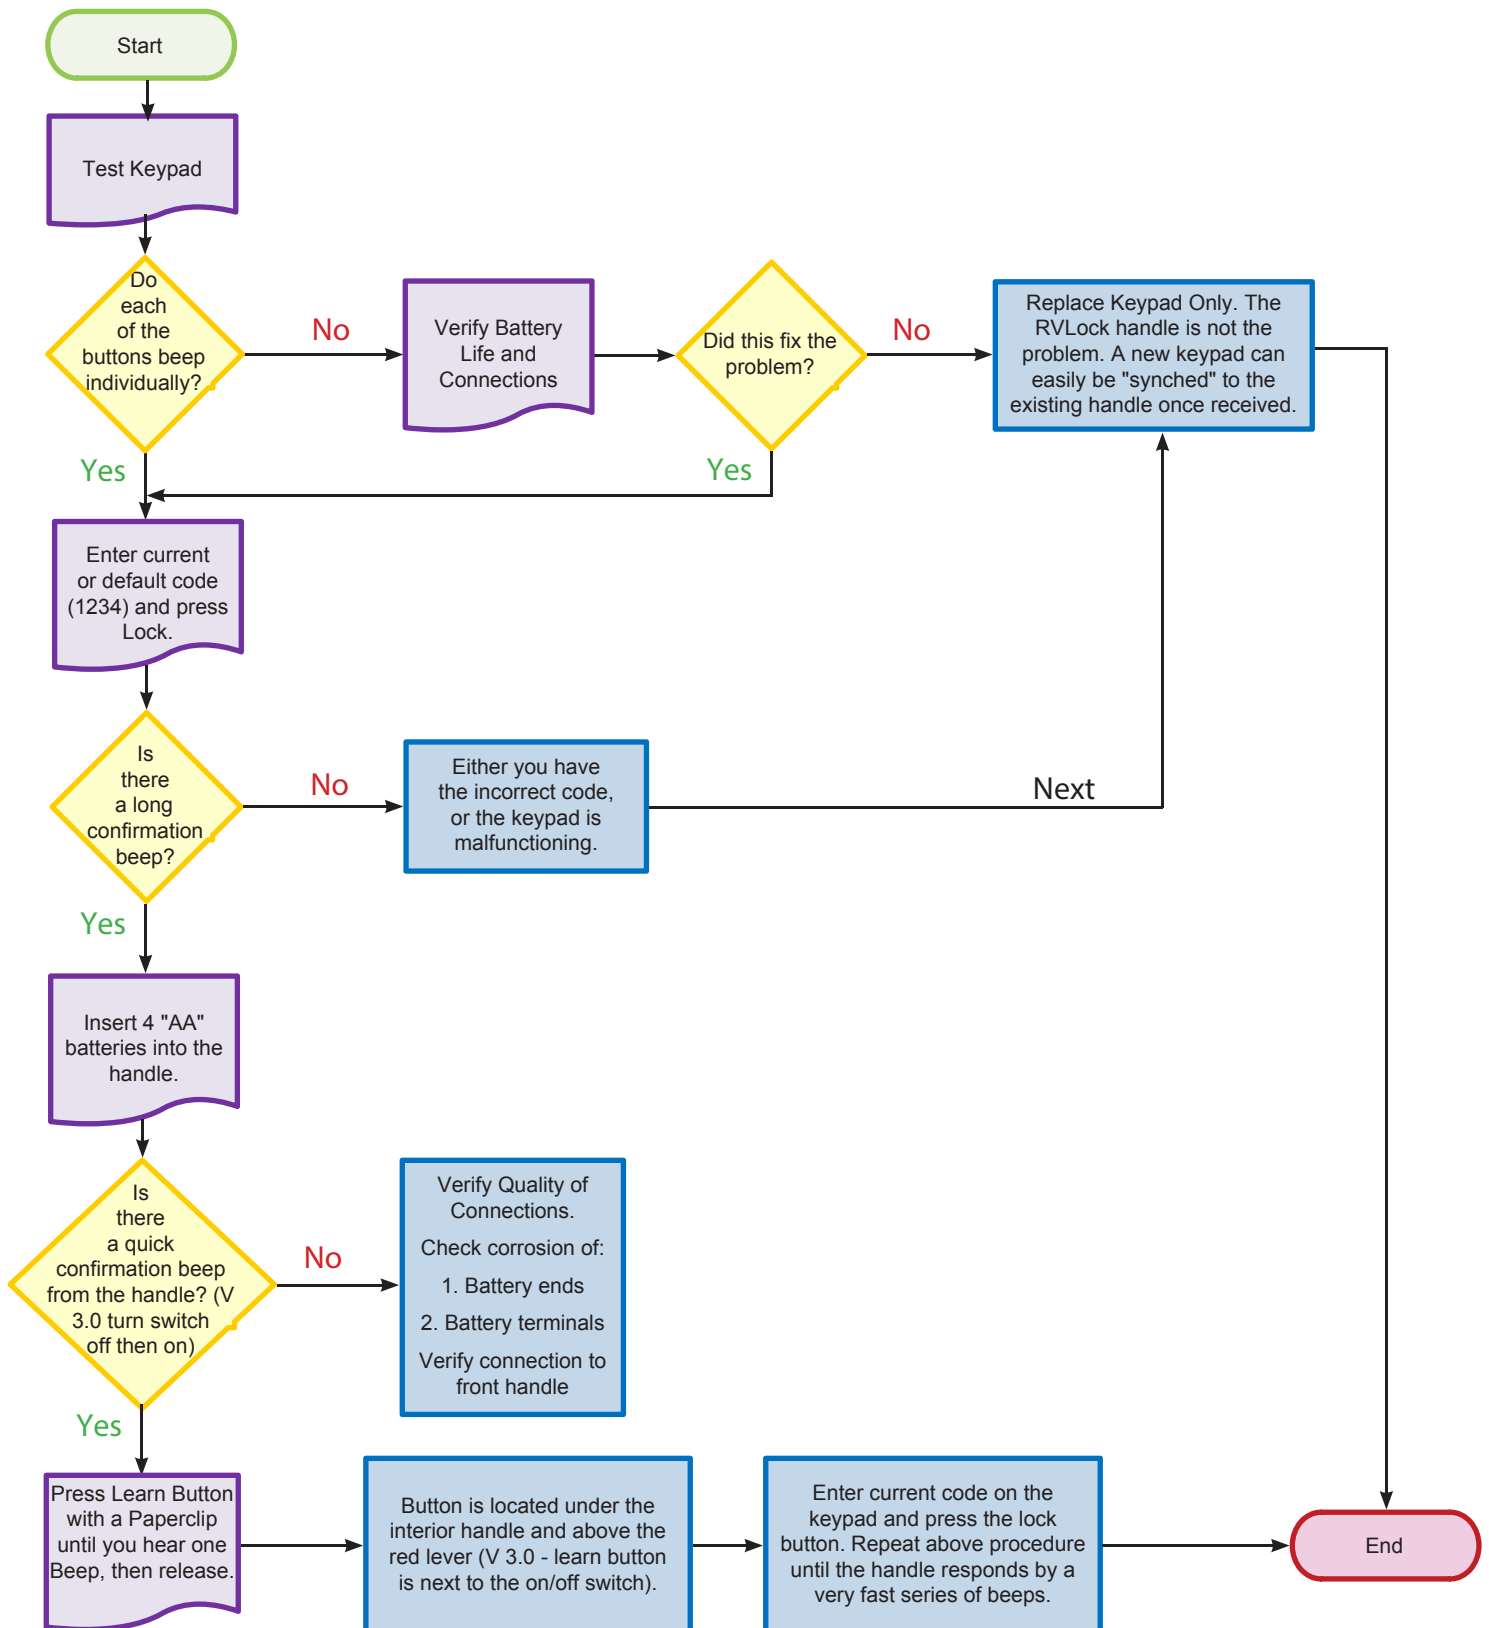 Start
Test Keypad
Do
each
of the
buttons beep
individually?
No
Verify Battery
Life and
Connections
Did this fix the
problem?
No
Replace Keypad Only. The
RVLock handle is not the
problem. A new keypad can
easily be "synched" to the
existing handle once received.
Yes
Yes
Enter current
or default code
(1234) and press
Lock.
Is
there
a long
confirmation
beep?
No
Either you have
the incorrect code,
or the keypad is
malfunctioning.
Next
Yes
Insert 4 "AA"
batteries into the
handle.
Is
there
a quick
confirmation beep
from the handle? (V
3.0 turn switch
off then on)
No
Verify Quality of
Connections.
Check corrosion of:
1. Battery ends
2. Battery terminals
Verify connection to
front handle
Yes
Press Learn Button
with a Paperclip
until you hear one
Beep, then release.
Button is located under the
interior handle and above the
red lever (V 3.0 - learn button
is next to the on/off switch).
Enter current code on the
keypad and press the lock
button. Repeat above procedure
until the handle responds by a
very fast series of beeps.
End